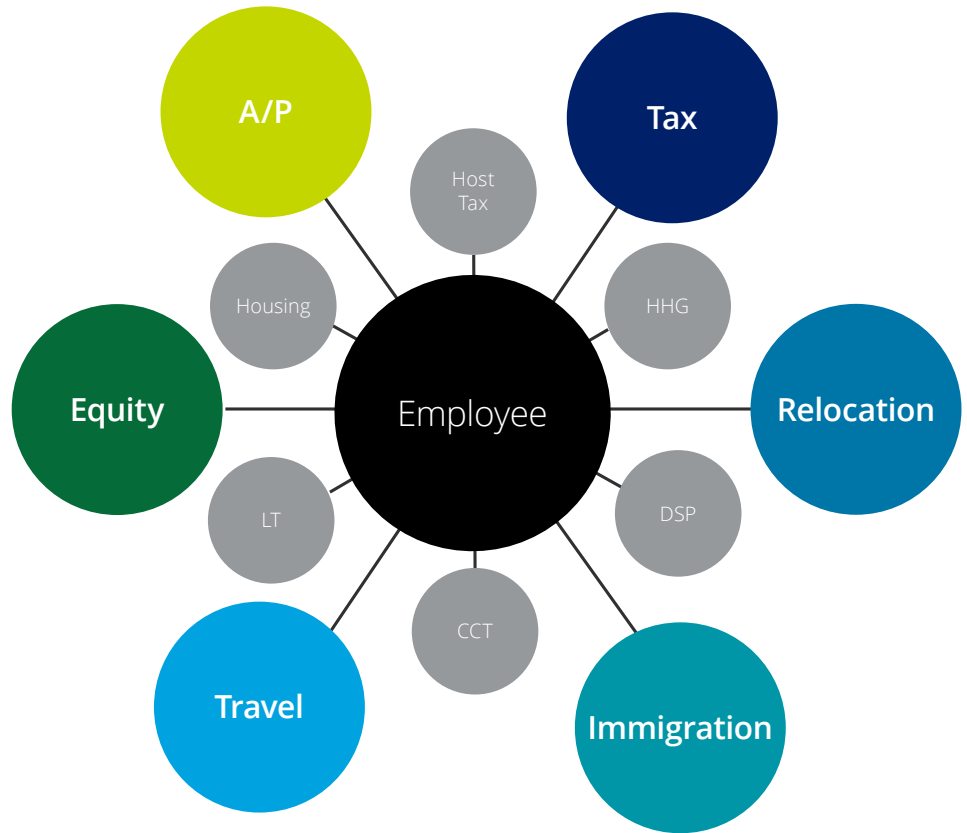 A/P
Tax
Host
Tax
Housing
HHG
Equity
Employee
Relocation
LT
DSP
CCT
Travel
Immigration